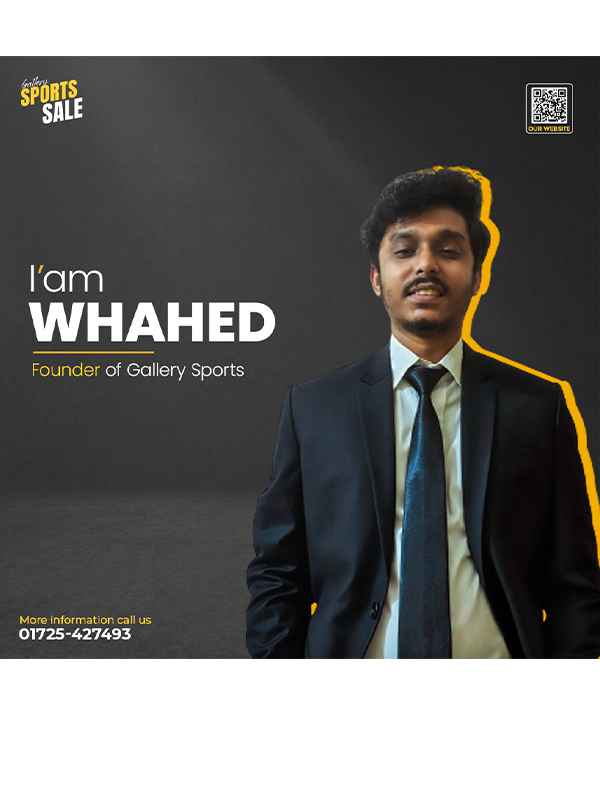 Gallery
SPORTS
SALE
OUR WEBSITE
I'am
WHAHED
Founder of Gallery Sports
More information call us
01725-427493